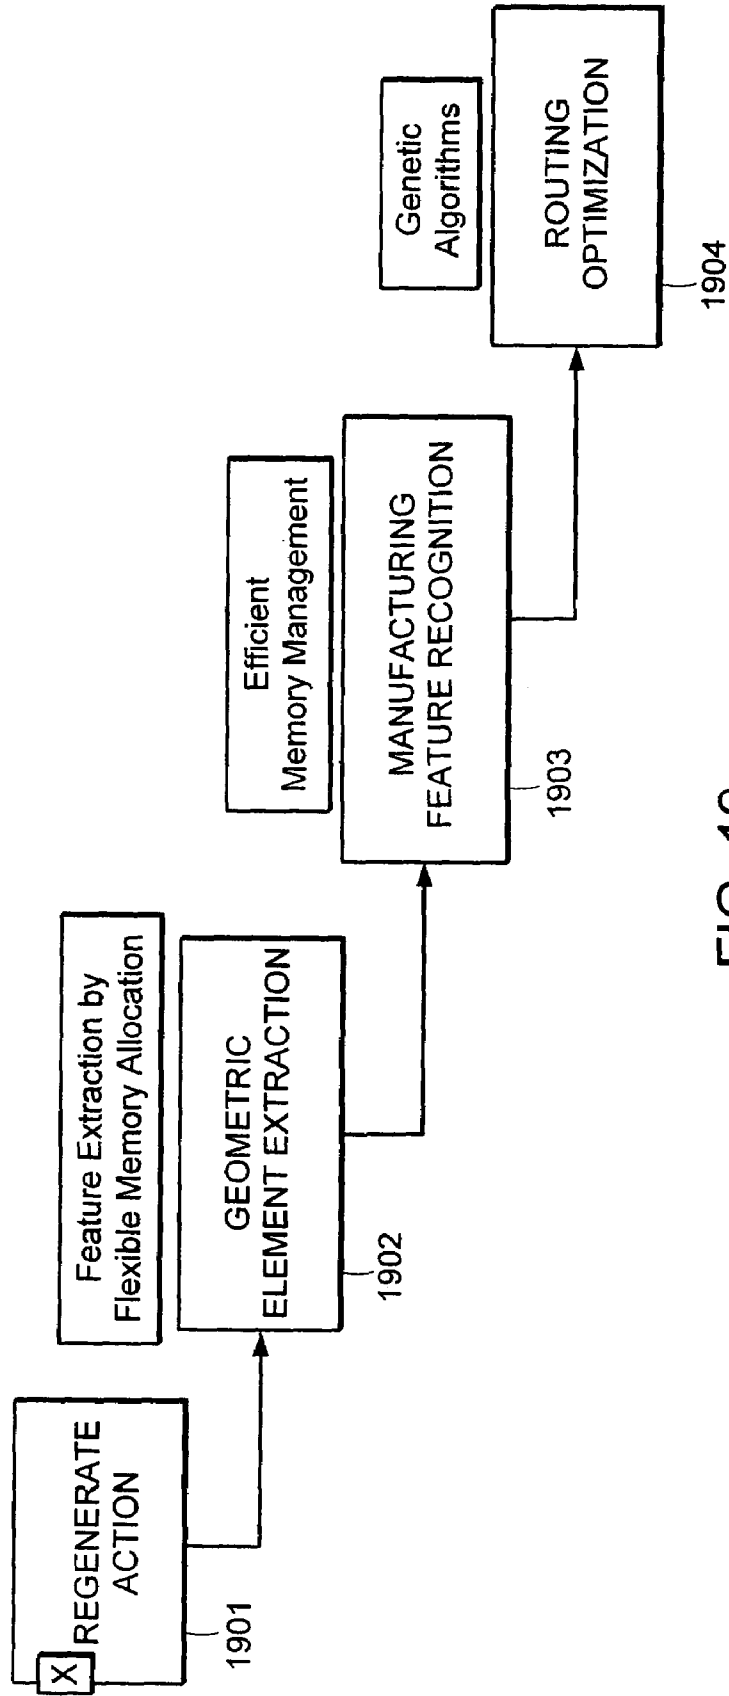 X
REGENERATE
ACTION
1901
Feature Extraction by
Flexible Memory Allocation
GEOMETRIC
ELEMENT EXTRACTION
1902
Efficient
Memory Management
MANUFACTURING
FEATURE RECOGNITION
1903
Genetic
Algorithms
ROUTING
OPTIMIZATION
1904
FIG.